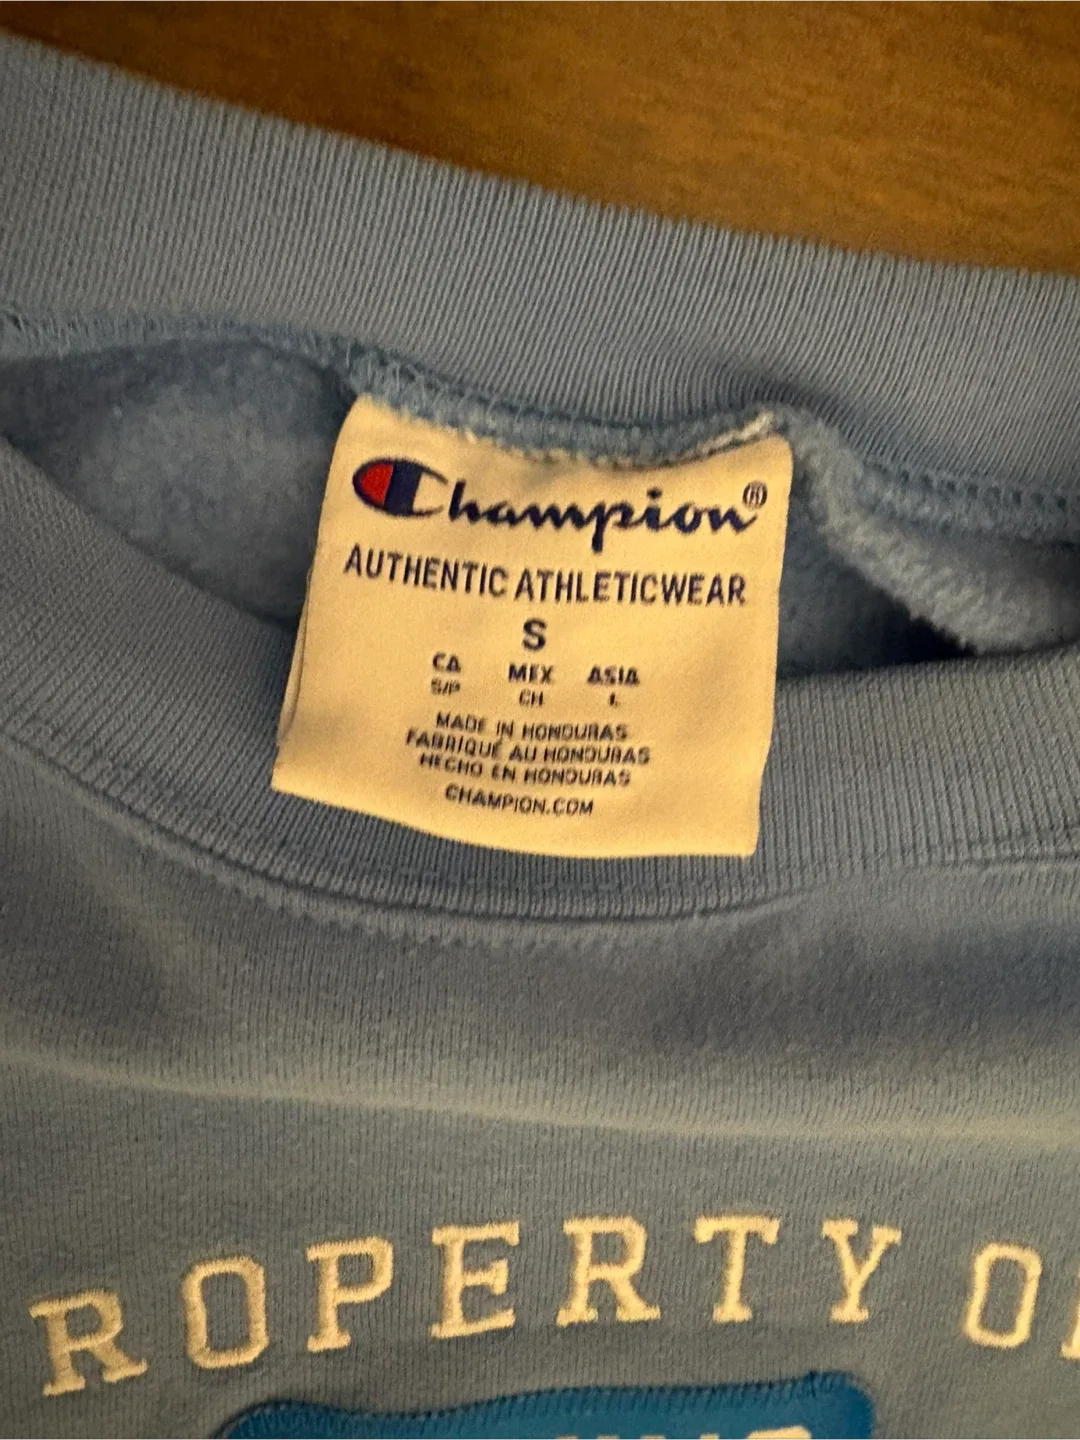 Champion®
AUTHENTIC ATHLETICWEAR
S
CA MEX ASIA
S/P CH L
MADE IN HONDURAS
FABRIQUÉ AU HONDURAS
HECHO EN HONDURAS
CHAMPION.COM
ROPERTY O